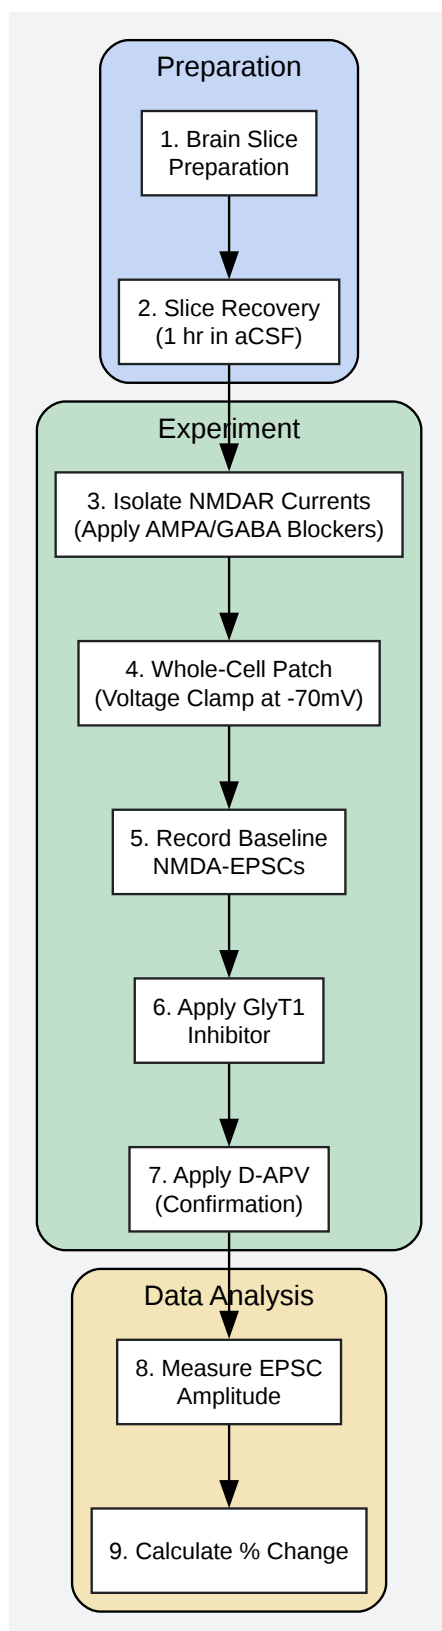 Preparation
1. Brain Slice
Preparation
2. Slice Recovery
(1 hr in aCSF)
Experiment
3. Isolate NMDAR Currents
(Apply AMPA/GABA Blockers)
4. Whole-Cell Patch
(Voltage Clamp at -70mV)
5. Record Baseline
NMDA-EPSCs
6. Apply GlyT1
Inhibitor
7. Apply D-APV
(Confirmation)
Data Analysis
8. Measure EPSC
Amplitude
9. Calculate % Change